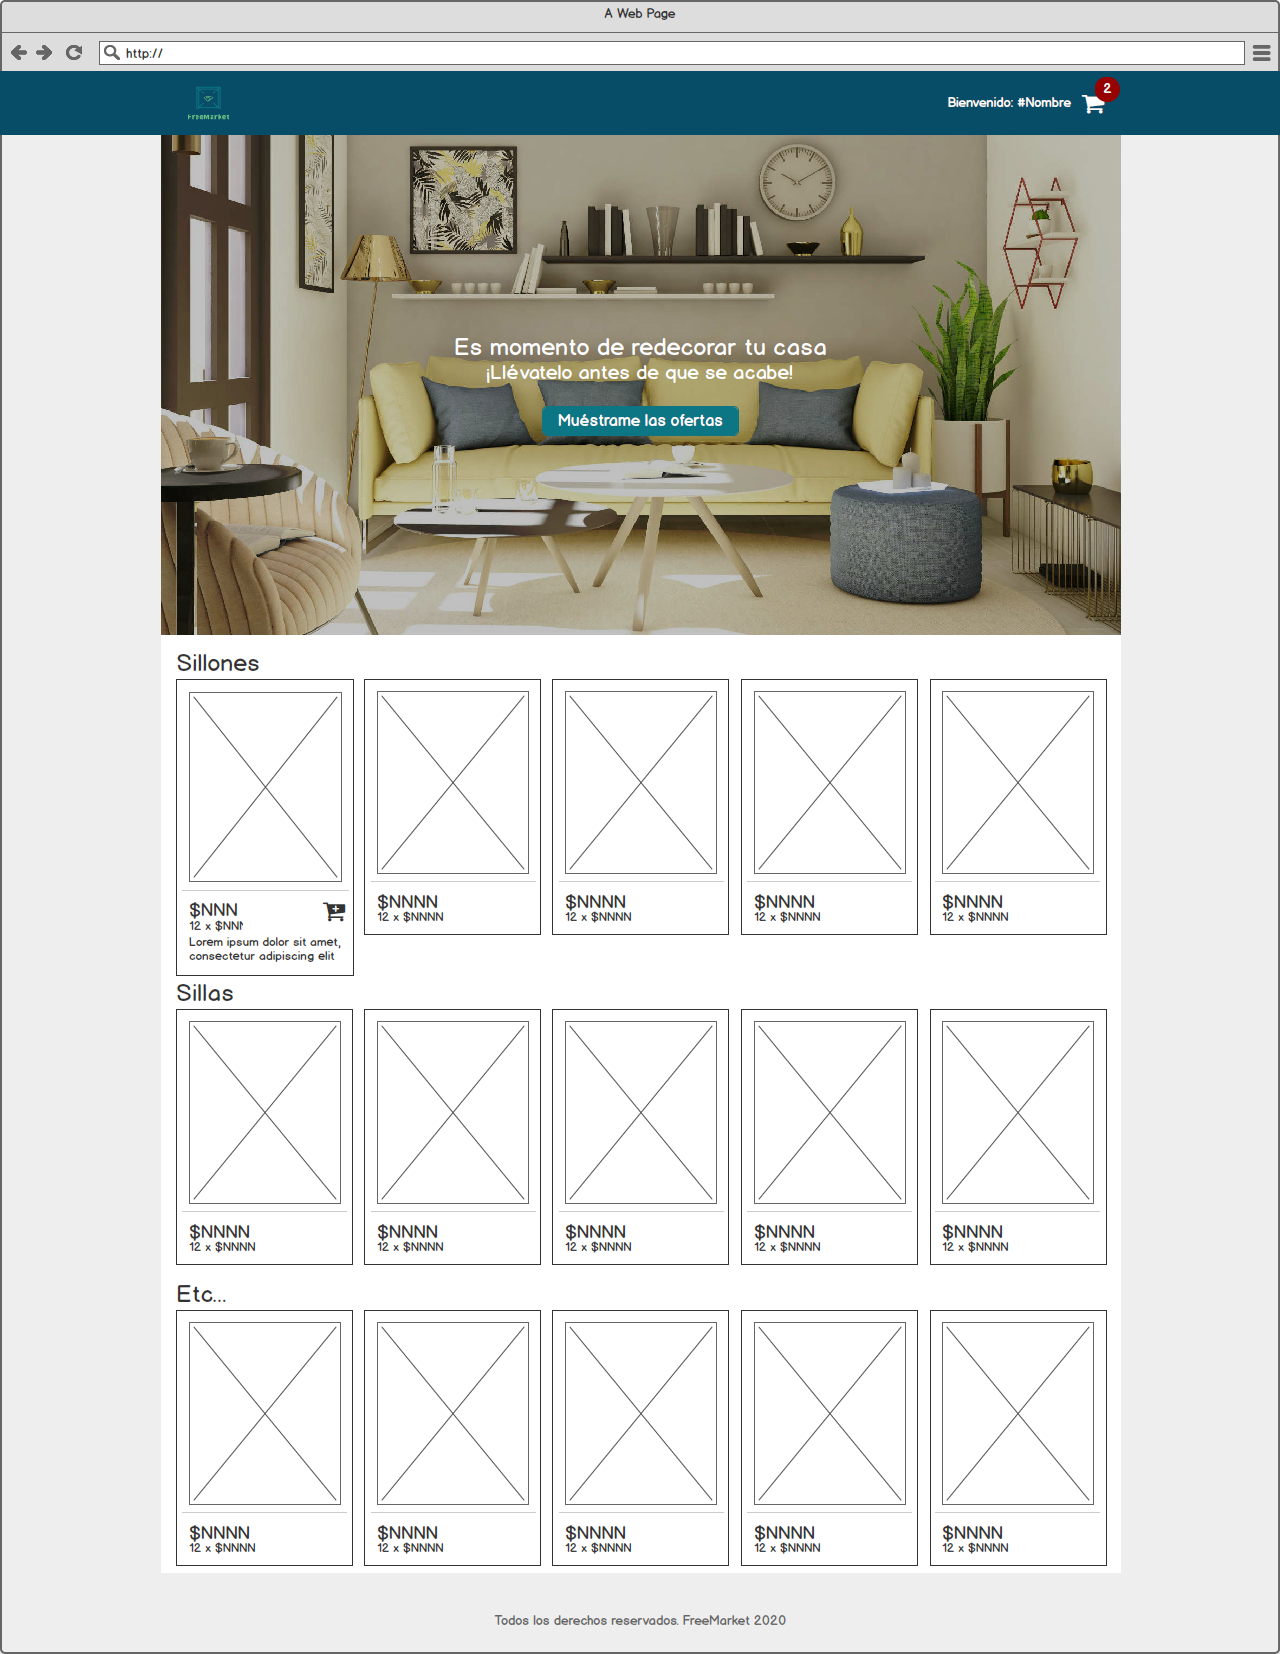 A Web Page
http://
FreeMarket
Bienvenido: #Nombre
2
Es momento de redecorar tu casa
¡Llévatelo antes de que se acabe!
Muéstrame las ofertas
Sillones
$NNN
12 x $NNN
Lorem ipsum dolor sit amet,
consectetur adipiscing elit
$NNNN
12 x $NNNN
$NNNN
12 x $NNNN
$NNNN
12 x $NNNN
$NNNN
12 x $NNNN
Sillas
$NNNN
12 x $NNNN
$NNNN
12 x $NNNN
$NNNN
12 x $NNNN
$NNNN
12 x $NNNN
$NNNN
12 x $NNNN
Etc...
$NNNN
12 x $NNNN
$NNNN
12 x $NNNN
$NNNN
12 x $NNNN
$NNNN
12 x $NNNN
$NNNN
12 x $NNNN
Todos los derechos reservados. FreeMarket 2020